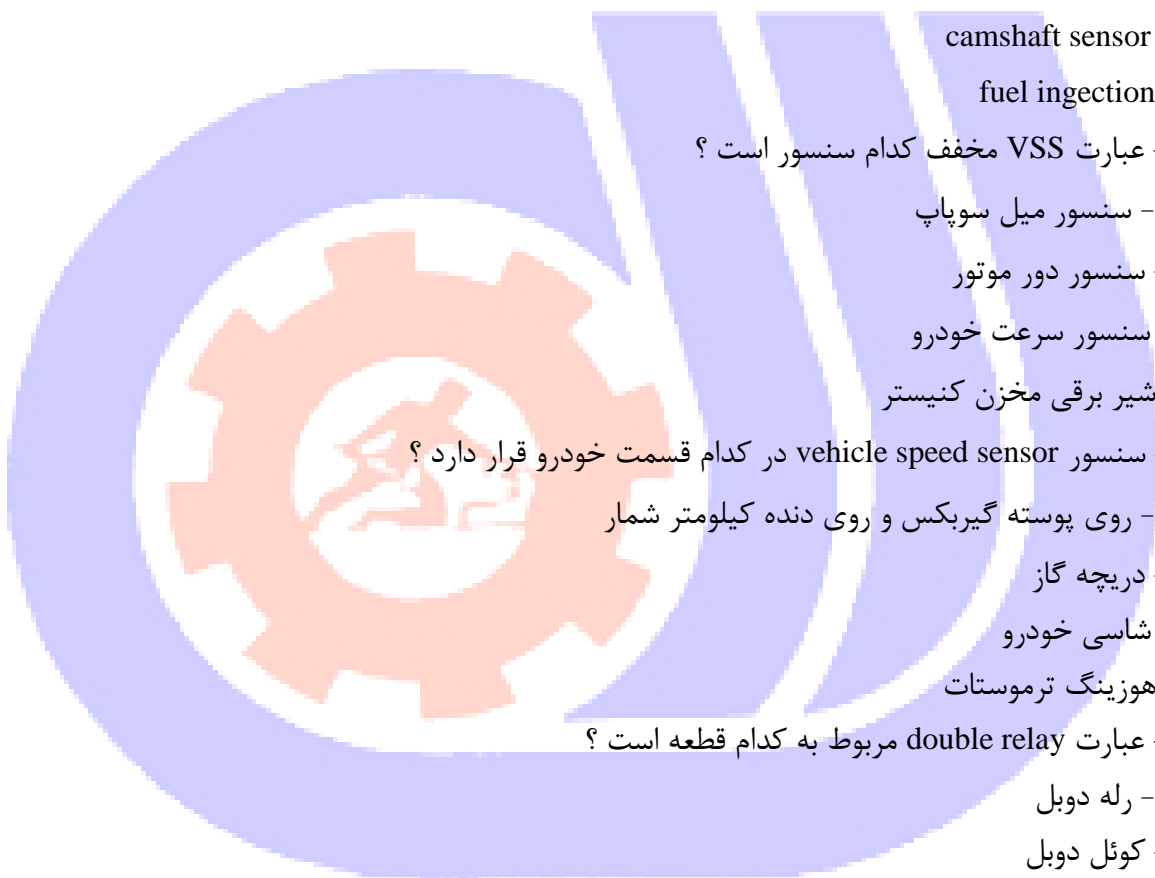 camshaft sensor
fuel ingection
- عبارت VSS مخفف کدام سنسور است ؟
- سنسور میل سوپاپ
- سنسور دور موتور
سنسور سرعت خودرو
شیر برقی مخزن کنیستر
- سنسور vehicle speed sensor در کدام قسمت خودرو قرار دارد ؟
- روی پوسته گیربکس و روی دنده کیلومتر شمار
- دریچه گاز
شاسی خودرو
هوزینگ ترموستات
- عبارت double relay مربوط به کدام قطعه است ؟
- رله دوبل
- کوئل دوبل